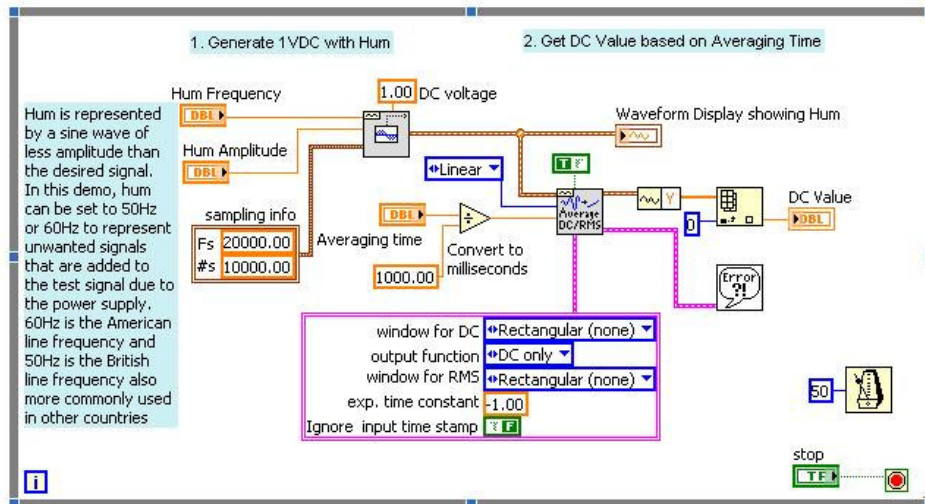 1. Generate 1VDC with Hum
2. Get DC Value based on Averaging Time
Hum is represented
by a sine wave of
less amplitude than
the desired signal.
In this demo, hum
can be set to 50Hz
or 60Hz to represent
unwanted signals
that are added to
the test signal due to
the power supply.
60Hz is the American
line frequency and
50Hz is the British
line frequency also
more commonly used
in other countries
Hum Frequency
DBL
1.00 DC voltage
Hum Amplitude
DBL
sampling info
Fs 20000.00
#s 10000.00
Waveform Display showing Hum
Linear
T F
Averaging time
DBL
÷
Convert to
milliseconds
1000.00
Average
DC/RMS
Y
0
DC Value
DBL
Error
?!
window for DC Rectangular (none)
output function DC only
window for RMS Rectangular (none)
exp. time constant -1.00
Ignore input time stamp T F
50
stop
TF
i